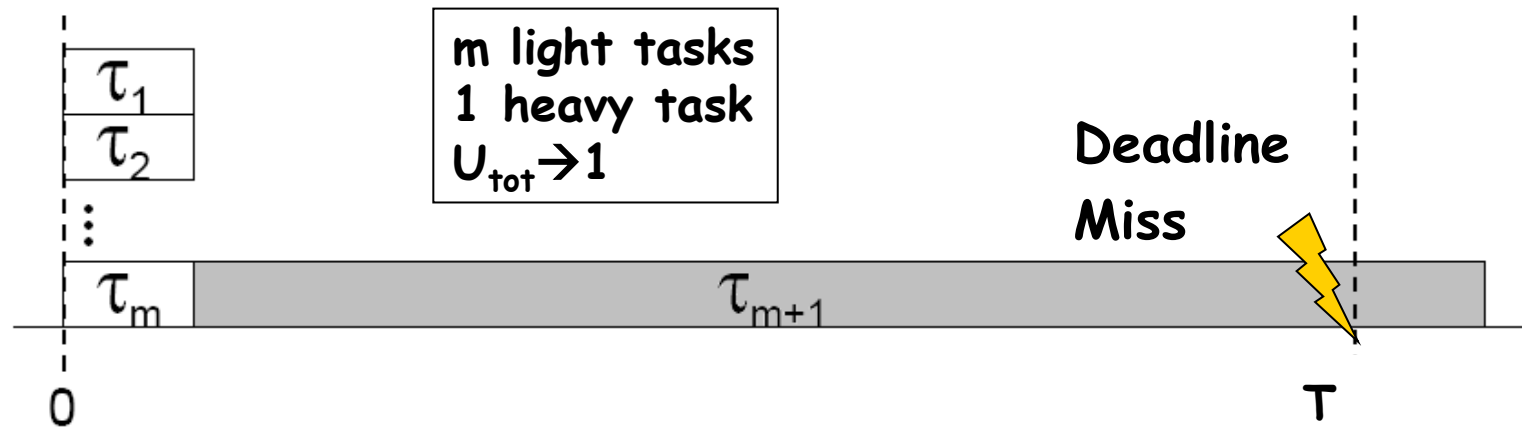 m light tasks
1 heavy task
Uₜₒₜ→1
τ₁
τ₂
⋮
τₘ
τₘ₊₁
Deadline
Miss
0
T